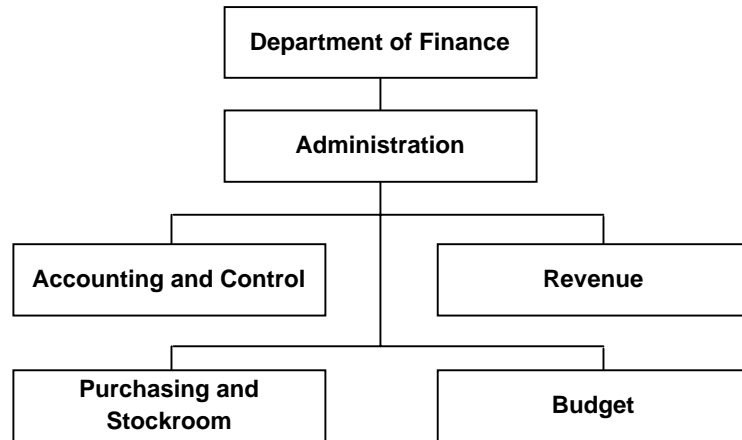 Department of Finance
Administration
Accounting and Control
Revenue
Purchasing and
Stockroom
Budget